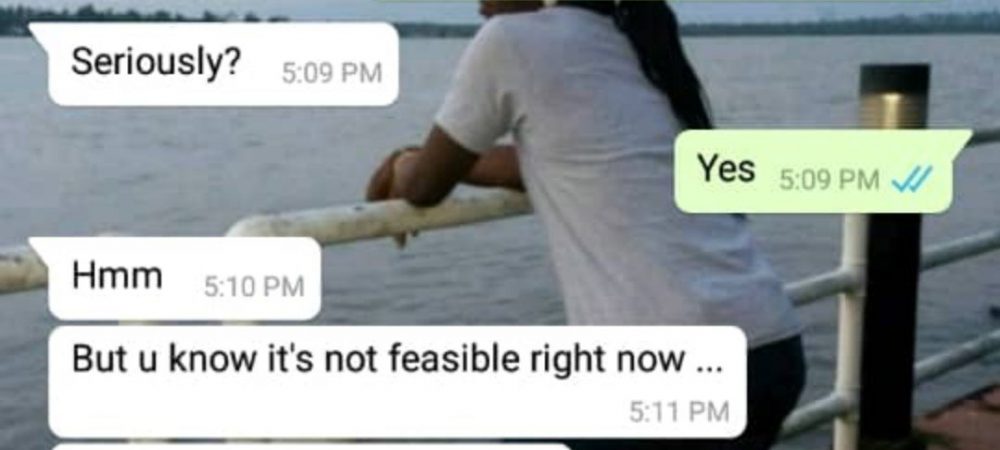 Seriously? 5:09 PM
Yes 5:09 PM
Hmm 5:10 PM
But u know it's not feasible right now ...
5:11 PM